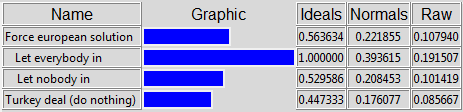 Name Graphic Ideals Normals Raw
Force european solution 0.563634 0.221855 0.107940
Let everybody in 1.000000 0.393615 0.191507
Let nobody in 0.529586 0.208453 0.101419
Turkey deal (do nothing) 0.447333 0.176077 0.085667